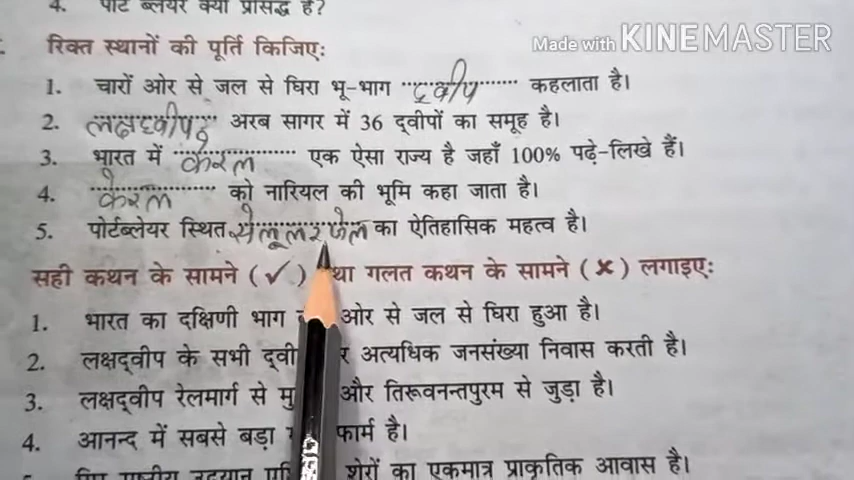 4. पोर्ट ब्लेयर क्यों प्रसिद्ध है?
Made with KINEMASTER
रिक्त स्थानों की पूर्ति किजिए:
1. चारों ओर से जल से घिरा भू-भाग द्वीप कहलाता है।
2. लक्षद्वीप अरब सागर में 36 द्वीपों का समूह है।
3. भारत में केरल एक ऐसा राज्य है जहाँ 100% पढ़े-लिखे हैं।
4. केरल को नारियल की भूमि कहा जाता है।
5. पोर्टब्लेयर स्थित सेलूलर जेल का ऐतिहासिक महत्व है।
सही कथन के सामने (✓) था गलत कथन के सामने (✗) लगाइए:
1. भारत का दक्षिणी भाग ओर से जल से घिरा हुआ है।
2. लक्षद्वीप के सभी अत्यधिक जनसंख्या निवास करती है।
3. लक्षद्वीप रेलमार्ग से और तिरूवनन्तपुरम से जुड़ा है।
4. आनन्द में सबसे बड़ा फार्म है।
शेरों का एकमात्र प्राकृतिक आवास है।